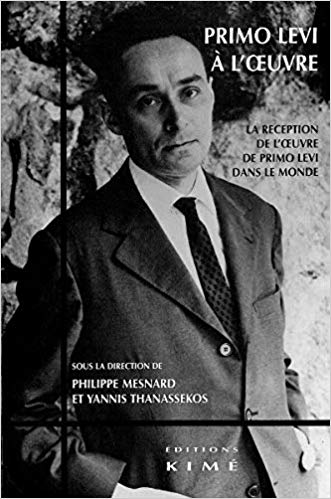 PRIMO LEVI
À L'ŒUVRE
LA RÉCEPTION
DE L'ŒUVRE
DE PRIMO LEVI
DANS LE MONDE
SOUS LA DIRECTION DE
PHILIPPE MESNARD
ET YANNIS THANASSEKOS
EDITIONS
KIMÉ